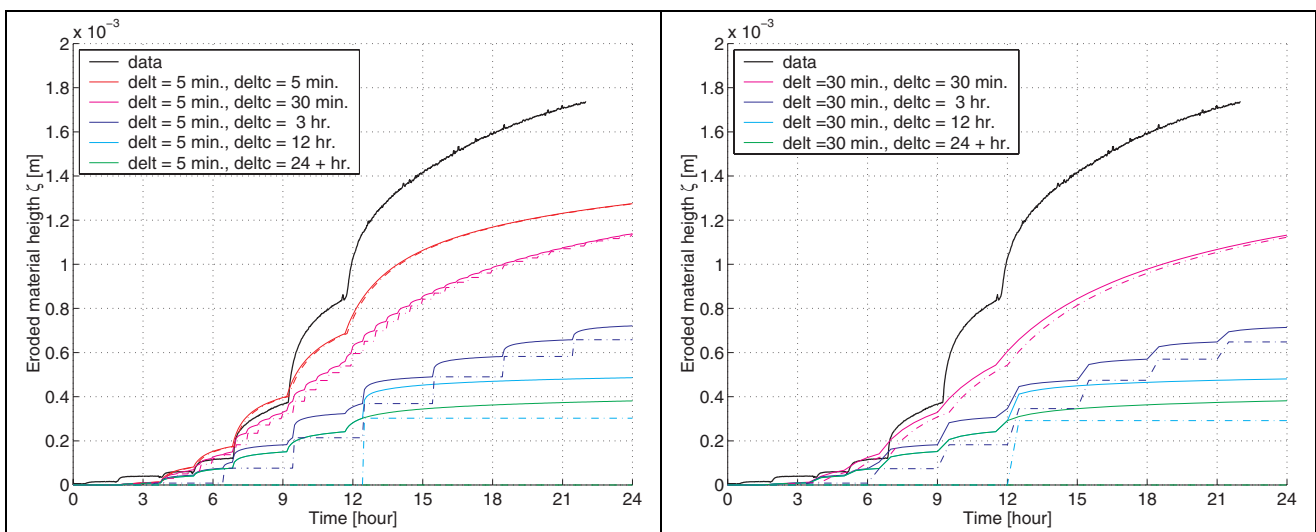 x 10⁻³
2
1.8
1.6
1.4
1.2
1
0.8
0.6
0.4
0.2
0
Eroded material heigth ζ [m]
data
delt = 5 min., deltc = 5 min.
delt = 5 min., deltc = 30 min.
delt = 5 min., deltc = 3 hr.
delt = 5 min., deltc = 12 hr.
delt = 5 min., deltc = 24 + hr.
0 3 6 9 12 15 18 21 24
Time [hour]
x 10⁻³
2
1.8
1.6
1.4
1.2
1
0.8
0.6
0.4
0.2
0
Eroded material heigth ζ [m]
data
delt =30 min., deltc = 30 min.
delt =30 min., deltc = 3 hr.
delt =30 min., deltc = 12 hr.
delt =30 min., deltc = 24 + hr.
0 3 6 9 12 15 18 21 24
Time [hour]